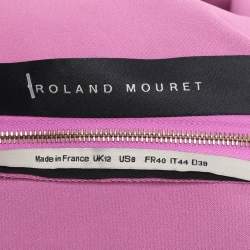 ROLAND MOURET
Made in France UK12 US8 FR40 IT44 D38